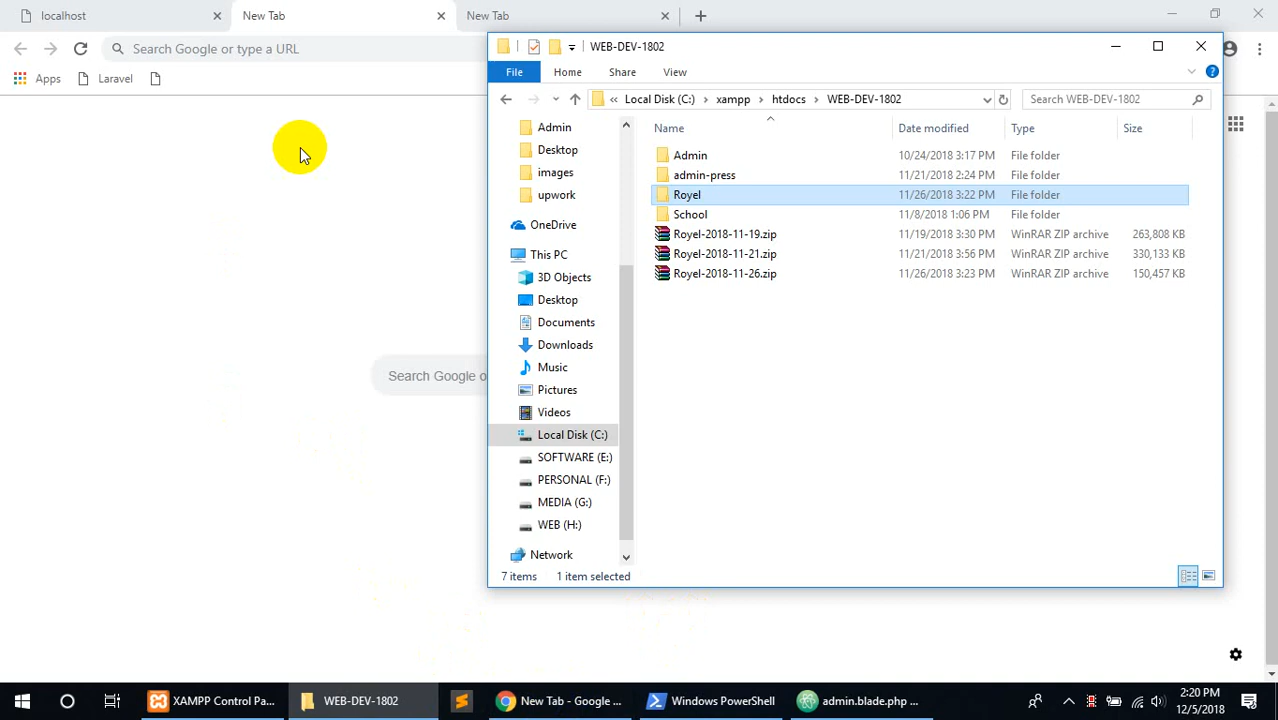 localhost
New Tab
New Tab
Search Google or type a URL
Apps
Laravel
Search Google o
WEB-DEV-1802
File
Home
Share
View
« Local Disk (C:) › xampp › htdocs › WEB-DEV-1802
Search WEB-DEV-1802
Admin
Desktop
images
upwork
OneDrive
This PC
3D Objects
Desktop
Documents
Downloads
Music
Pictures
Videos
Local Disk (C:)
SOFTWARE (E:)
PERSONAL (F:)
MEDIA (G:)
WEB (H:)
Network
Name Date modified Type Size
Admin 10/24/2018 3:17 PM File folder
admin-press 11/21/2018 2:24 PM File folder
Royel 11/26/2018 3:22 PM File folder
School 11/8/2018 1:06 PM File folder
Royel-2018-11-19.zip 11/19/2018 3:30 PM WinRAR ZIP archive 263,808 KB
Royel-2018-11-21.zip 11/21/2018 3:56 PM WinRAR ZIP archive 330,133 KB
Royel-2018-11-26.zip 11/26/2018 3:23 PM WinRAR ZIP archive 150,457 KB
7 items
1 item selected
XAMPP Control Pa...
WEB-DEV-1802
New Tab - Google ...
Windows PowerShell
admin.blade.php ...
2:20 PM
12/5/2018